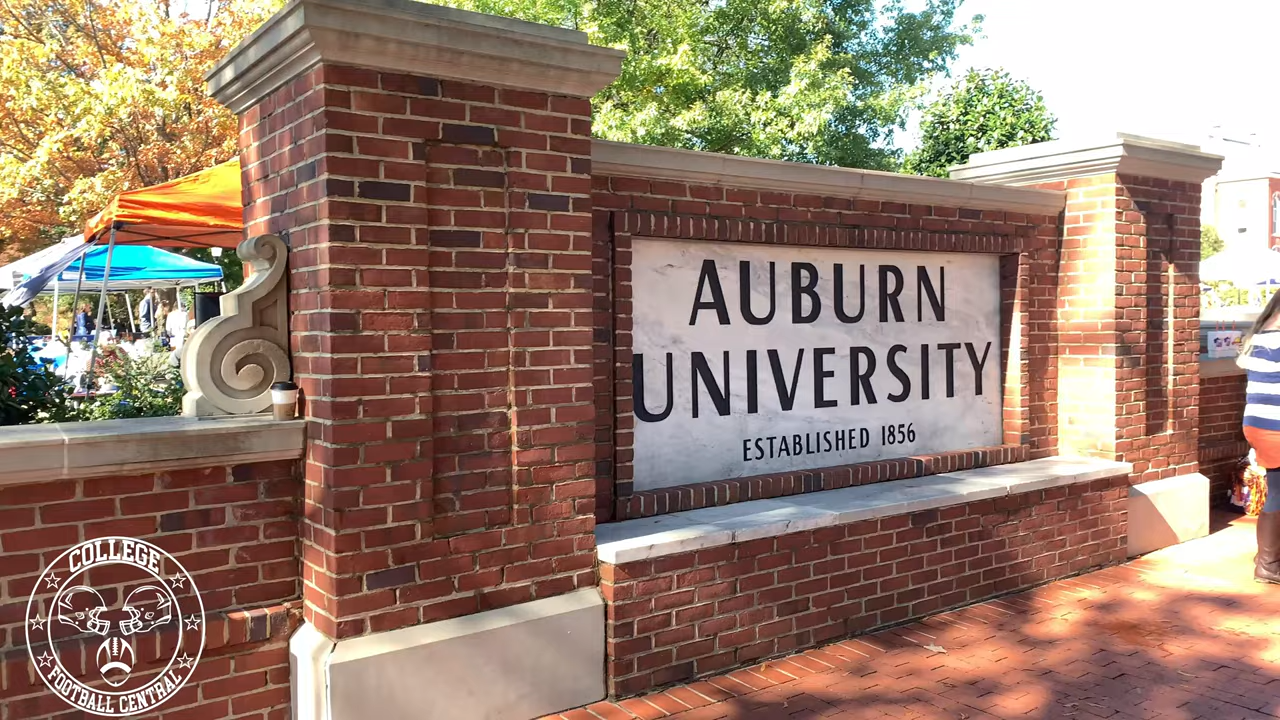 AUBURN
UNIVERSITY
ESTABLISHED 1856
COLLEGE
FOOTBALL CENTRAL